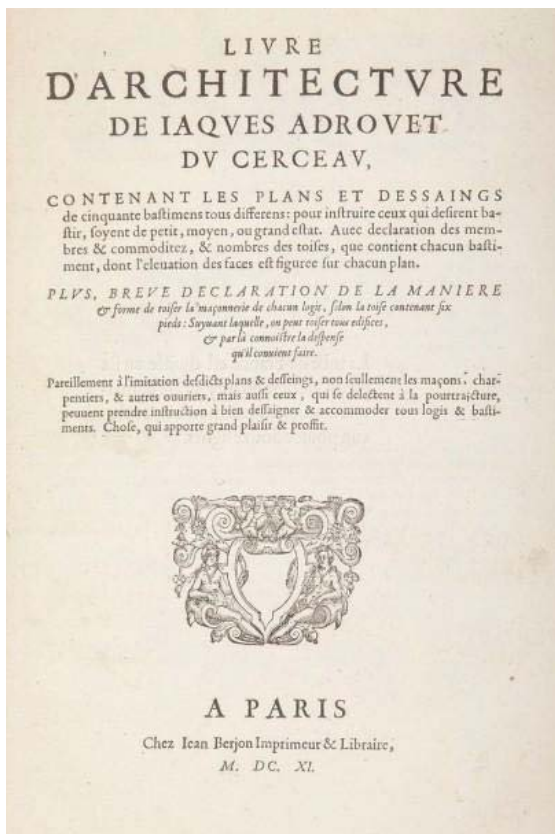 LIVRE
D'ARCHITECTVRE
DE IAQVES ADROVET
DV CERCEAV,
CONTENANT LES PLANS ET DESSAINGS
de cinquante baſtimens tous differens: pour inſtruire ceux qui deſirent ba-
ſtir, ſoyent de petit, moyen, ou grand eſtat. Auec declaration des mem-
bres & commoditez, & nombres des toiſes, que contient chacun baſti-
ment, dont l'eleuation des faces eſt figuree ſur chacun plan.
PLVS, BREVE DECLARATION DE LA MANIERE
& forme de toiſer la maçonnerie de chacun logis, ſelon la toiſe contenant ſix
pieds: Suyuant laquelle, on peut toiſer tous edifices,
& par là connoiſtre la deſpenſe
qu'il conuient faire.
Pareillement à l'imitation deſdicts plans & deſſeings, non ſeullement les maçons, char-
pentiers, & autres ouuriers, mais auſſi ceux, qui ſe delectent à la pourtraicture,
peuuent prendre inſtruction à bien deſſaigner & accommoder tous logis & baſti-
ments. Choſe, qui apporte grand plaiſir & proffit.
A PARIS
Chez Iean Berjon Imprimeur & Libraire,
M. DC. XI.